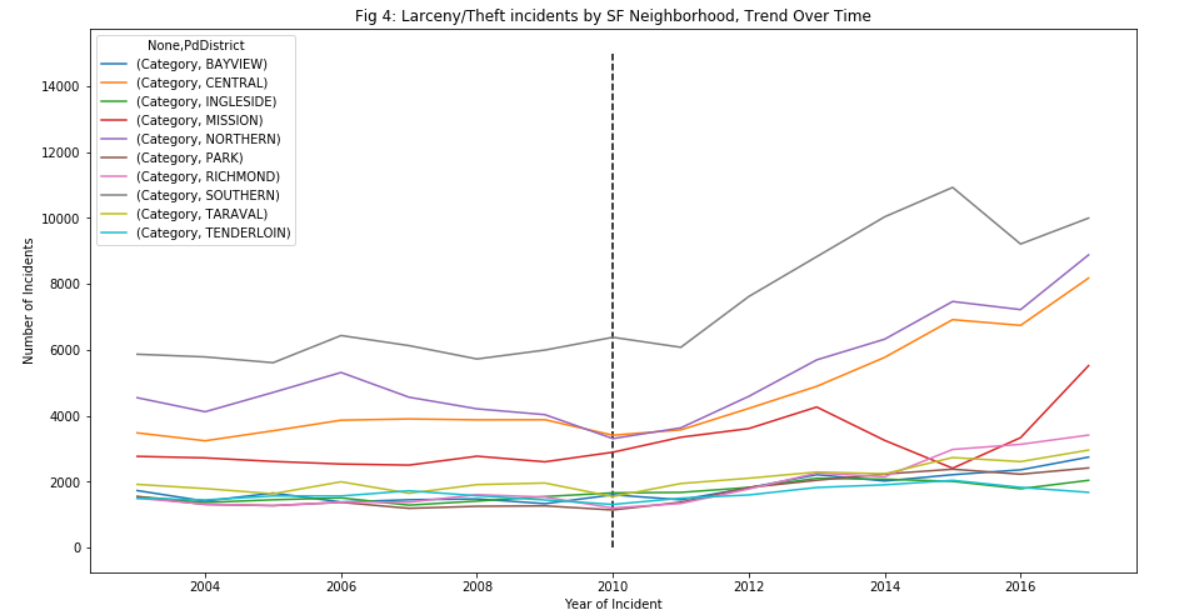 Fig 4: Larceny/Theft incidents by SF Neighborhood, Trend Over Time
None,PdDistrict
(Category, BAYVIEW)
(Category, CENTRAL)
(Category, INGLESIDE)
(Category, MISSION)
(Category, NORTHERN)
(Category, PARK)
(Category, RICHMOND)
(Category, SOUTHERN)
(Category, TARAVAL)
(Category, TENDERLOIN)
Number of Incidents
14000
12000
10000
8000
6000
4000
2000
0
2004 2006 2008 2010 2012 2014 2016
Year of Incident